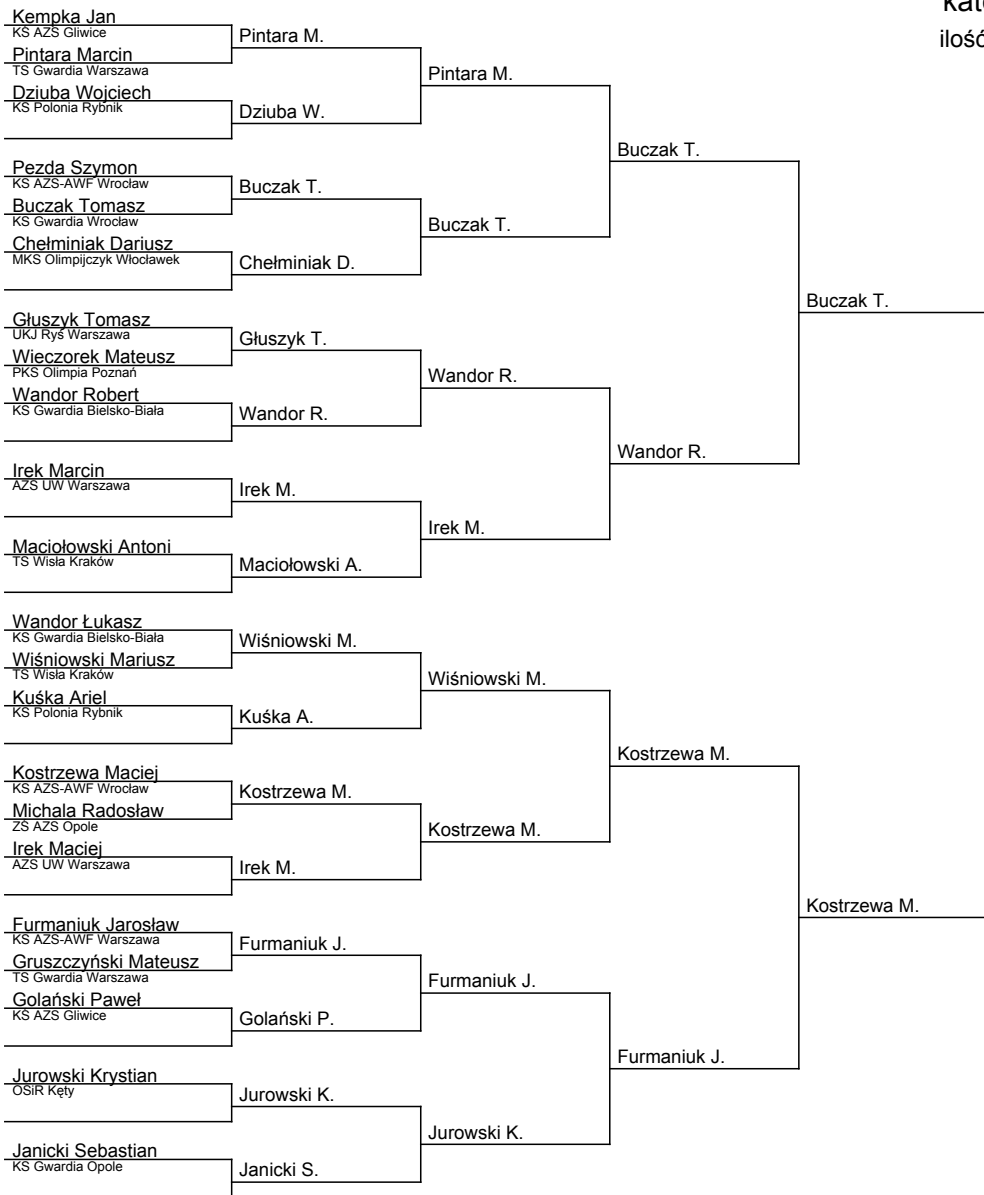 Kempka Jan
KS AZS Gliwice
Pintara Marcin
TS Gwardia Warszawa
Dziuba Wojciech
KS Polonia Rybnik
Pezda Szymon
KS AZS-AWF Wrocław
Buczak Tomasz
KS Gwardia Wrocław
Chełminiak Dariusz
MKS Olimpijczyk Włocławek
Głuszyk Tomasz
UKJ Ryś Warszawa
Wieczorek Mateusz
PKS Olimpia Poznań
Wandor Robert
KS Gwardia Bielsko-Biała
Irek Marcin
AZS UW Warszawa
Maciołowski Antoni
TS Wisła Kraków
Wandor Łukasz
KS Gwardia Bielsko-Biała
Wiśniowski Mariusz
TS Wisła Kraków
Kuśka Ariel
KS Polonia Rybnik
Kostrzewa Maciej
KS AZS-AWF Wrocław
Michala Radosław
ZŚ AZS Opole
Irek Maciej
AZS UW Warszawa
Furmaniuk Jarosław
KS AZS-AWF Warszawa
Gruszczyński Mateusz
TS Gwardia Warszawa
Golański Paweł
KS AZS Gliwice
Jurowski Krystian
OSiR Kęty
Janicki Sebastian
KS Gwardia Opole
Pintara M.
Dziuba W.
Buczak T.
Chełminiak D.
Głuszyk T.
Wandor R.
Irek M.
Maciołowski A.
Wiśniowski M.
Kuśka A.
Kostrzewa M.
Irek M.
Furmaniuk J.
Golański P.
Jurowski K.
Janicki S.
Pintara M.
Buczak T.
Wandor R.
Irek M.
Wiśniowski M.
Kostrzewa M.
Furmaniuk J.
Jurowski K.
Buczak T.
Wandor R.
Kostrzewa M.
Furmaniuk J.
Buczak T.
Kostrzewa M.
ilość